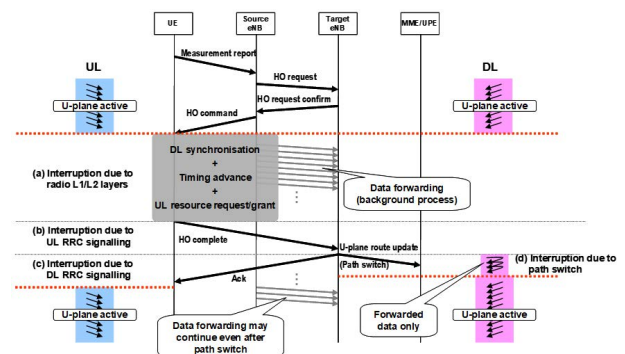 UE
Source
eNB
Target
eNB
MME/UPE
Measurement report
UL
DL
HO request
U-plane active
HO request confirm
U-plane active
HO command
DL synchronisation
+
Timing advance
+
UL resource request/grant
(a) Interruption due to
radio L1/L2 layers
Data forwarding
(background process)
(b) Interruption due to
UL RRC signalling
HO complete
U-plane route update
(Path switch)
(c) Interruption due to
DL RRC signalling
Ack
(d) Interruption due to
path switch
U-plane active
Data forwarding may
continue even after
path switch
Forwarded
data only
U-plane active